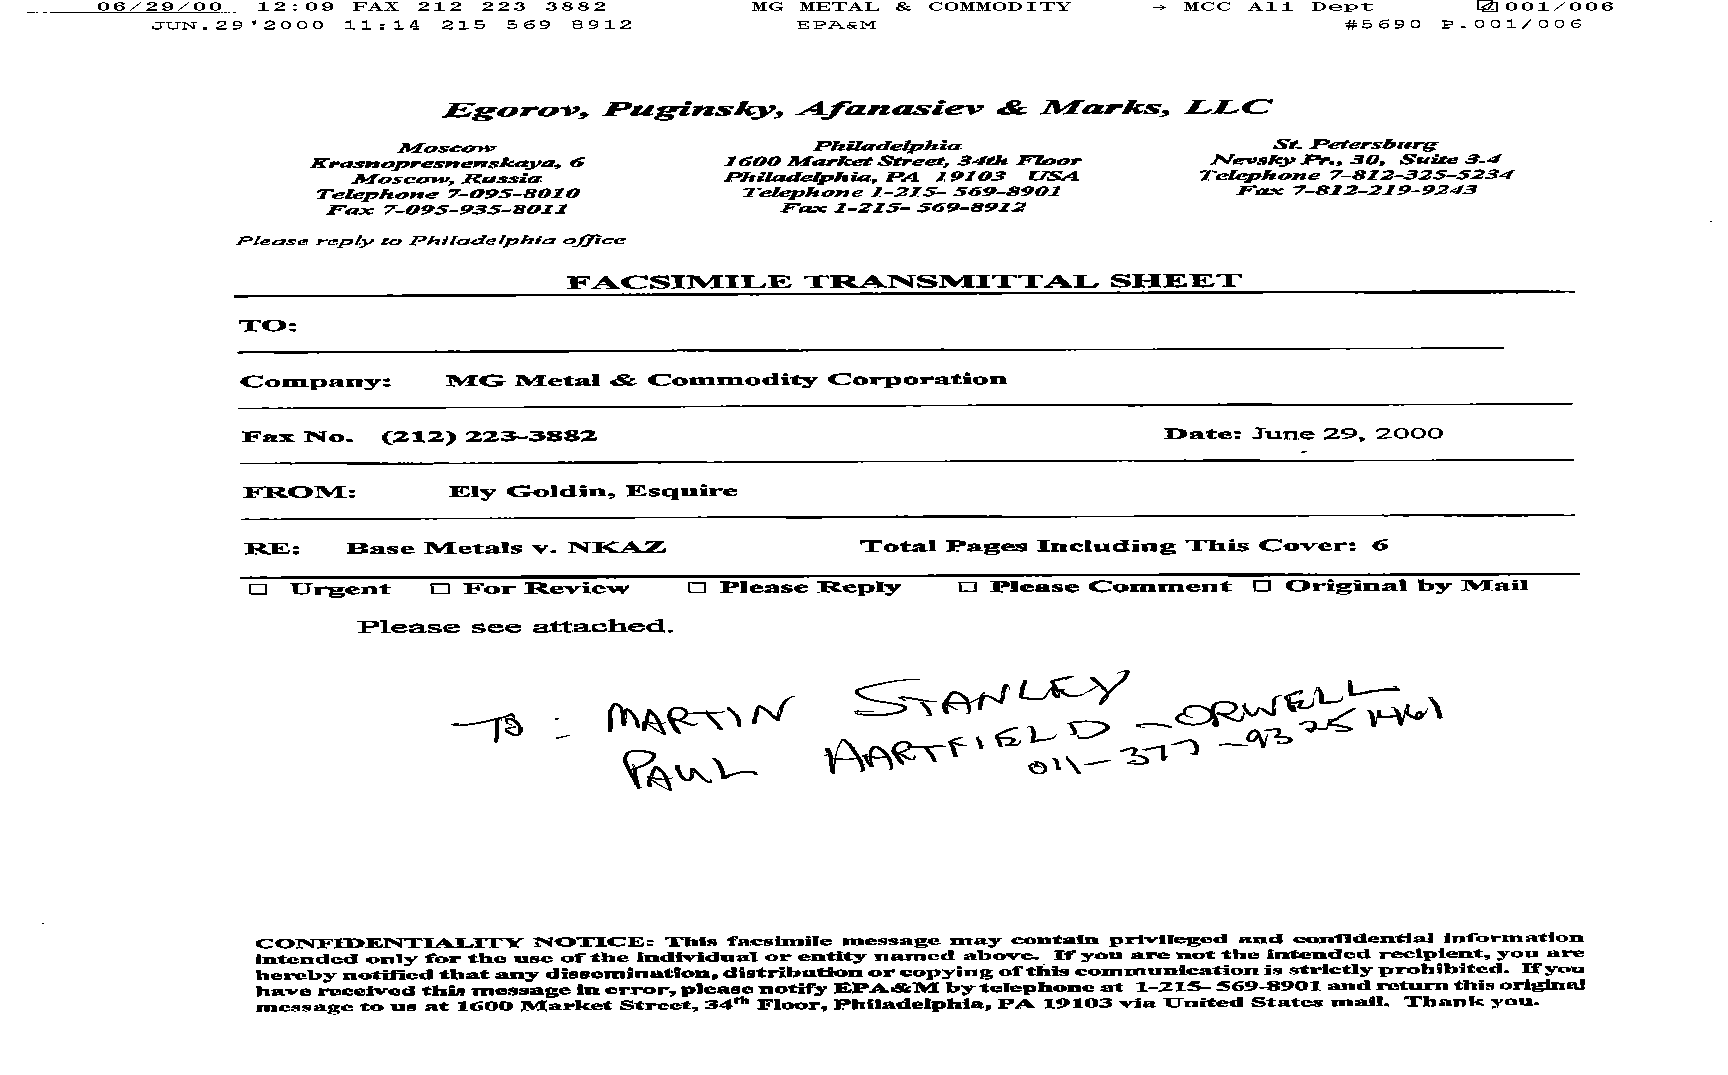 06/29/00 12:09 FAX 212 223 3882 MG METAL & COMMODITY → MCC All Dept ☑001/006
JUN.29'2000 11:14 215 569 8912 EPA&M #5690 P.001/006
Egorov, Puginsky, Afanasiev & Marks, LLC
Moscow
Krasnopresnenskaya, 6
Moscow, Russia
Telephone 7-095-8010
Fax 7-095-935-8011
Philadelphia
1600 Market Street, 34th Floor
Philadelphia, PA 19103 USA
Telephone 1-215- 569-8901
Fax 1-215- 569-8912
St. Petersburg
Nevsky Pr., 30, Suite 3-4
Telephone 7-812-325-5234
Fax 7-812-219-9243
Please reply to Philadelphia office
FACSIMILE TRANSMITTAL SHEET
TO:
Company: MG Metal & Commodity Corporation
Fax No. (212) 223-3882 Date: June 29, 2000
FROM: Ely Goldin, Esquire
RE: Base Metals v. NKAZ Total Pages Including This Cover: 6
☐ Urgent ☐ For Review ☐ Please Reply ☐ Please Comment ☐ Original by Mail
Please see attached.
TO: MARTIN STANLEY
PAUL HARTFIELD - ORWELL
011-377-93251461
CONFIDENTIALITY NOTICE: This facsimile message may contain privileged and confidential information
intended only for the use of the individual or entity named above. If you are not the intended recipient, you are
hereby notified that any dissemination, distribution or copying of this communication is strictly prohibited. If you
have received this message in error, please notify EPA&M by telephone at 1-215- 569-8901 and return this original
message to us at 1600 Market Street, 34th Floor, Philadelphia, PA 19103 via United States mail. Thank you.